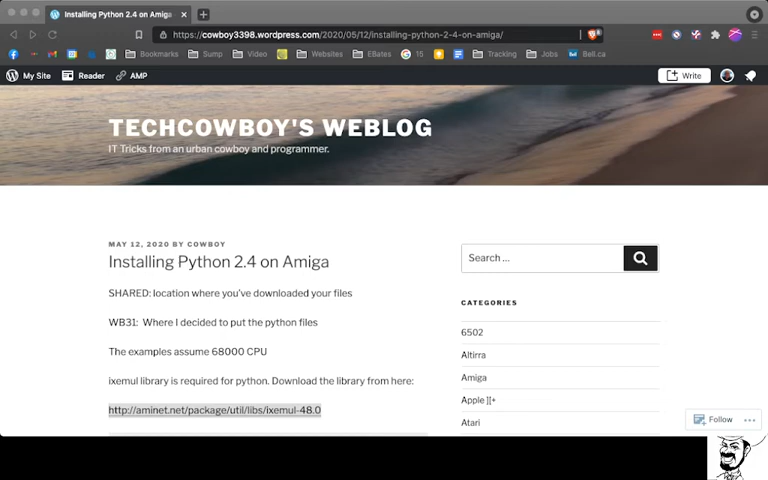 Installing Python 2.4 on Amiga
https://cowboy3398.wordpress.com/2020/05/12/installing-python-2-4-on-amiga/
Bookmarks Sump Video Websites EBates 15 Tracking Jobs Bell.ca
My Site Reader AMP Write
TECHCOWBOY'S WEBLOG
IT Tricks from an urban cowboy and programmer.
MAY 12, 2020 BY COWBOY
Installing Python 2.4 on Amiga
SHARED: location where you've downloaded your files
WB31: Where I decided to put the python files
The examples assume 68000 CPU
ixemul library is required for python. Download the library from here:
http://aminet.net/package/util/libs/ixemul-48.0
Search …
CATEGORIES
6502
Altirra
Amiga
Apple ][+
Atari
Follow